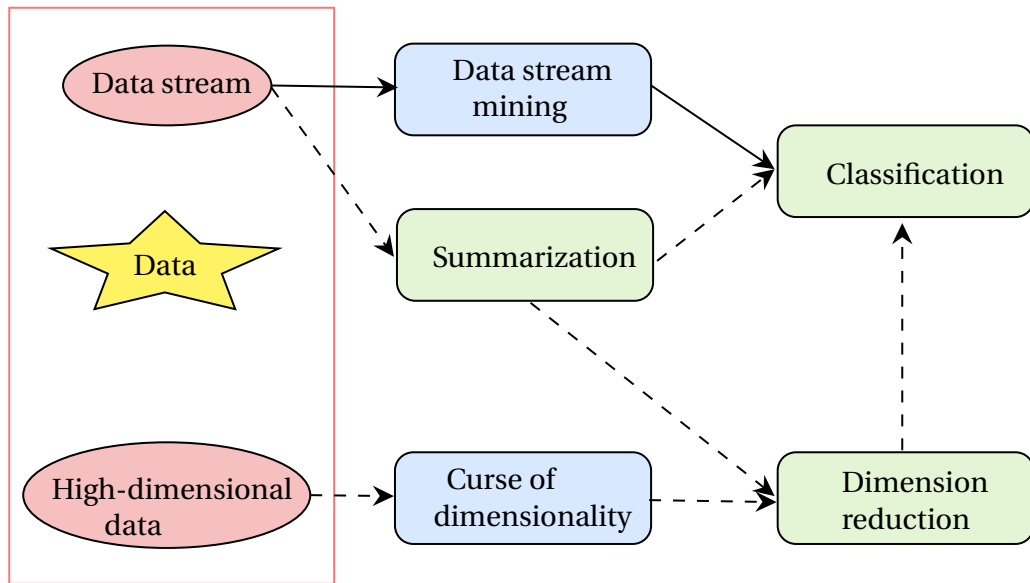 Data stream
Data stream
mining
Classification
Summarization
Data
High-dimensional
data
Curse of
dimensionality
Dimension
reduction